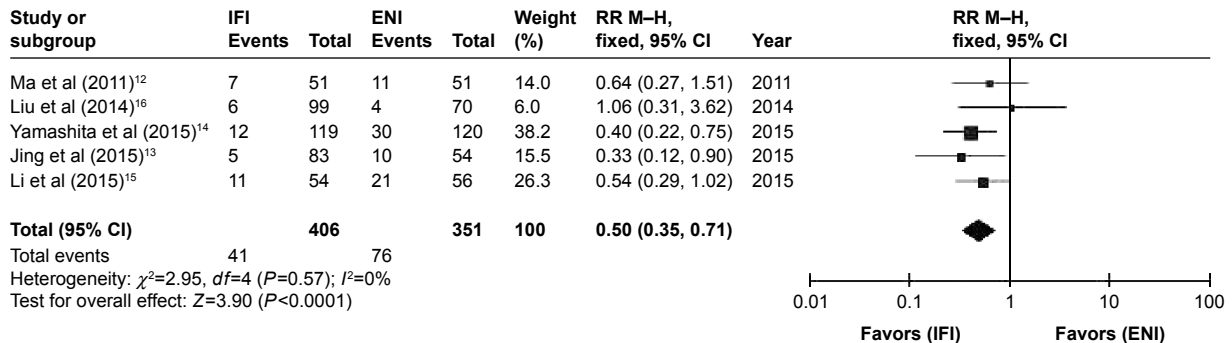 Study or subgroup IFI Events Total ENI Events Total Weight (%) RR M–H, fixed, 95% CI Year RR M–H, fixed, 95% CI
Ma et al (2011)¹² 7 51 11 51 14.0 0.64 (0.27, 1.51) 2011
Liu et al (2014)¹⁶ 6 99 4 70 6.0 1.06 (0.31, 3.62) 2014
Yamashita et al (2015)¹⁴ 12 119 30 120 38.2 0.40 (0.22, 0.75) 2015
Jing et al (2015)¹³ 5 83 10 54 15.5 0.33 (0.12, 0.90) 2015
Li et al (2015)¹⁵ 11 54 21 56 26.3 0.54 (0.29, 1.02) 2015
Total (95% CI) 406 351 100 0.50 (0.35, 0.71)
Total events 41 76
Heterogeneity: χ²=2.95, df=4 (P=0.57); I²=0%
Test for overall effect: Z=3.90 (P<0.0001)
0.01 0.1 1 10 100
Favors (IFI) Favors (ENI)